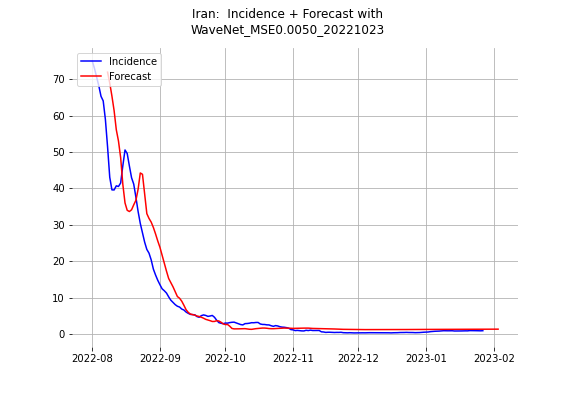 Iran:  Incidence + Forecast with
WaveNet_MSE0.0050_20221023
Incidence
Forecast
70
60
50
40
30
20
10
0
2022-08 2022-09 2022-10 2022-11 2022-12 2023-01 2023-02